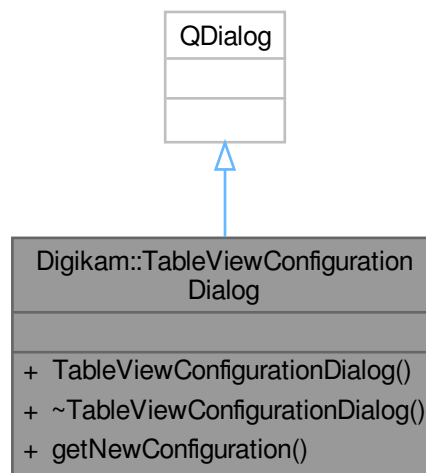 QDialog
Digikam::TableViewConfiguration
Dialog
+ TableViewConfigurationDialog()
+ ~TableViewConfigurationDialog()
+ getNewConfiguration()